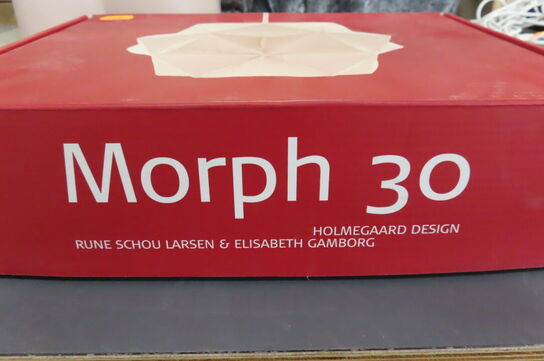 Morph 30
HOLMEGAARD DESIGN
RUNE SCHOU LARSEN & ELISABETH GAMBORG